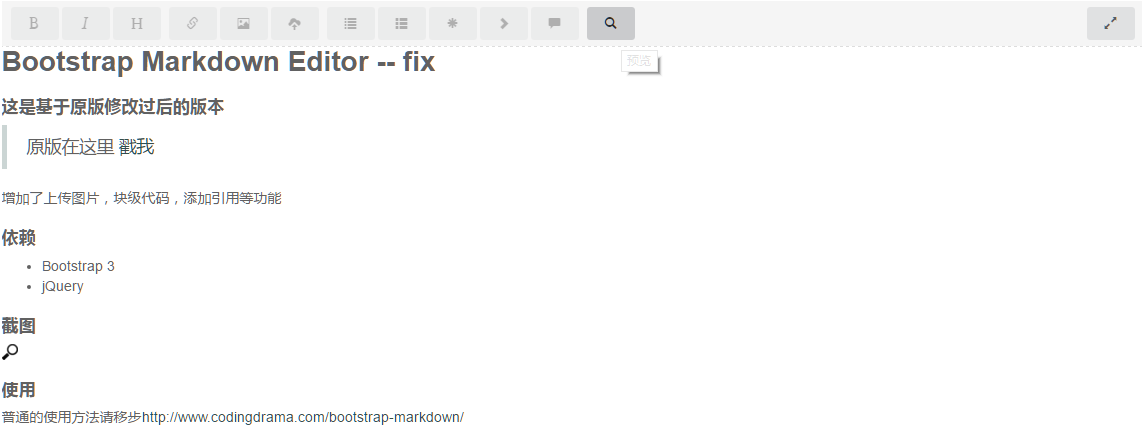 B I H
Bootstrap Markdown Editor -- fix
预览
这是基于原版修改过后的版本
原版在这里 戳我
增加了上传图片，块级代码，添加引用等功能
依赖
Bootstrap 3
jQuery
截图
使用
普通的使用方法请移步http://www.codingdrama.com/bootstrap-markdown/